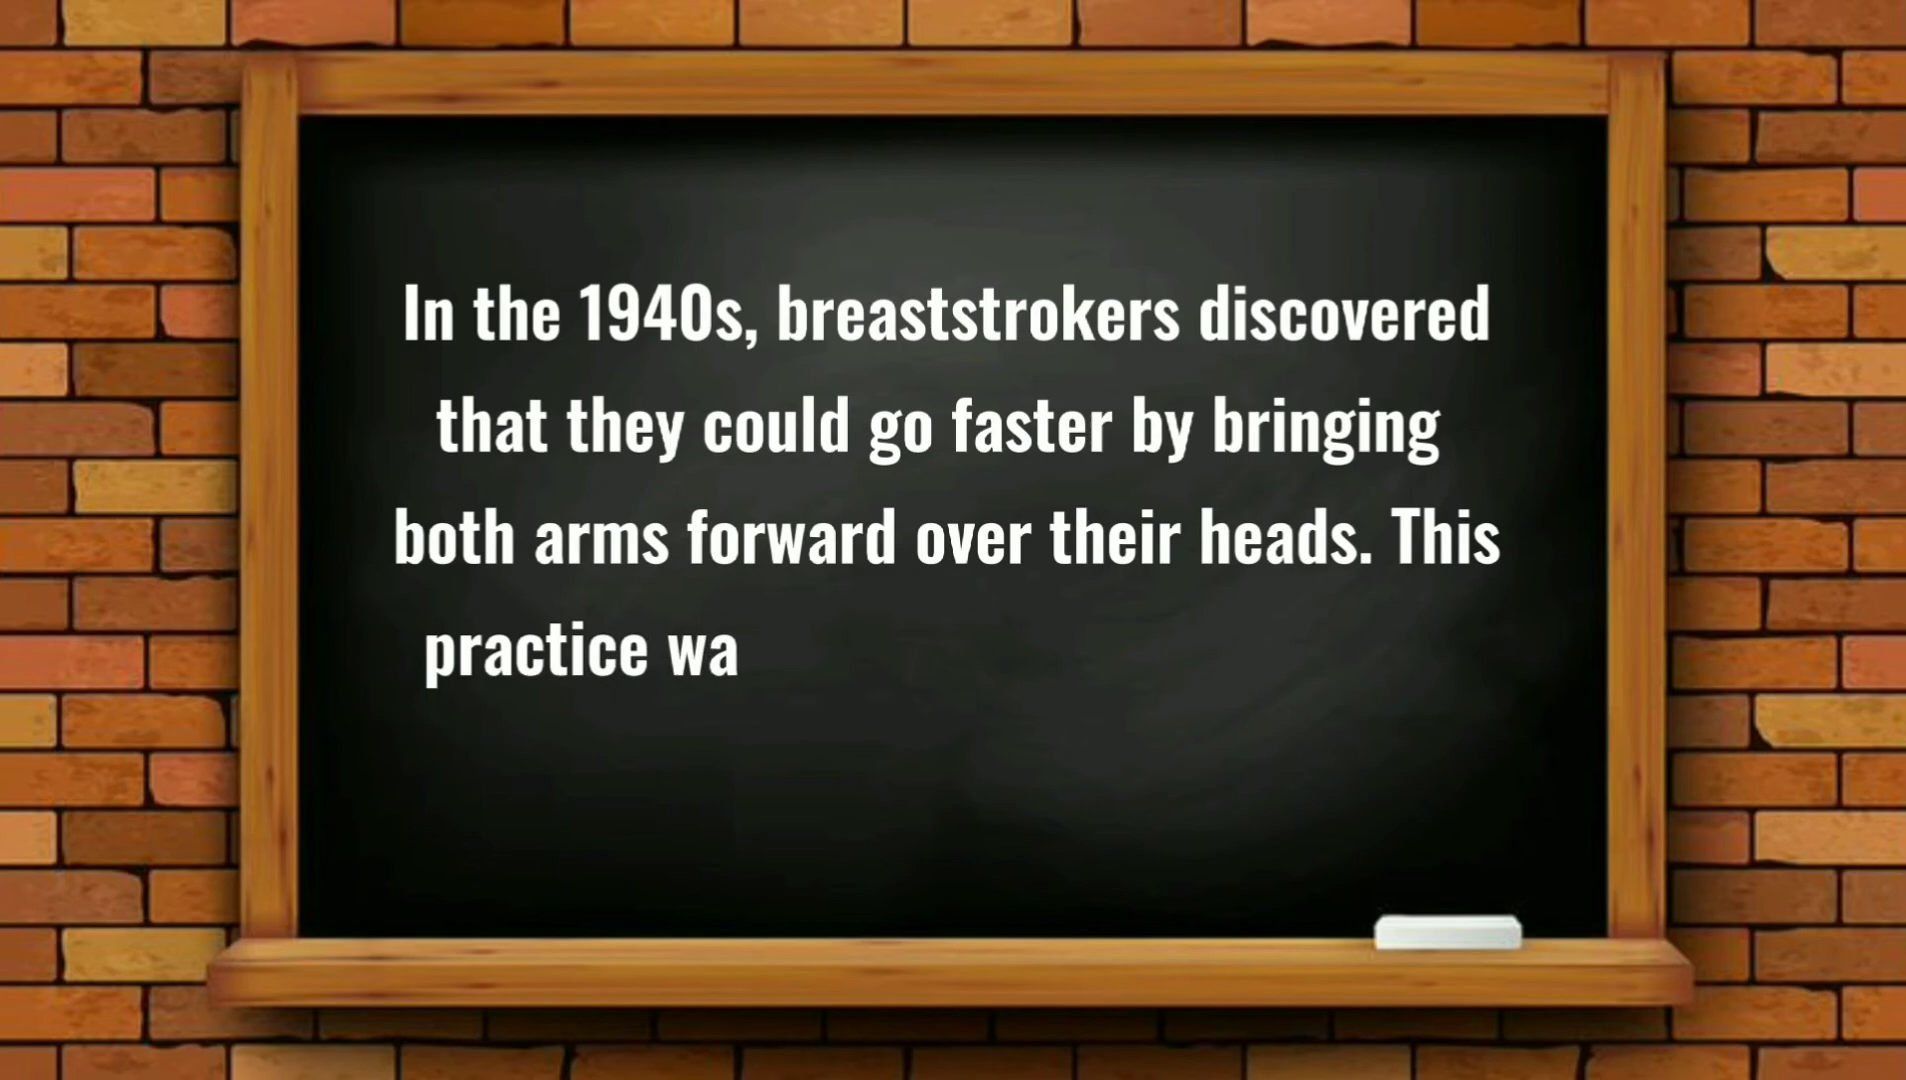 In the 1940s, breaststrokers discovered
that they could go faster by bringing
both arms forward over their heads. This
practice wa